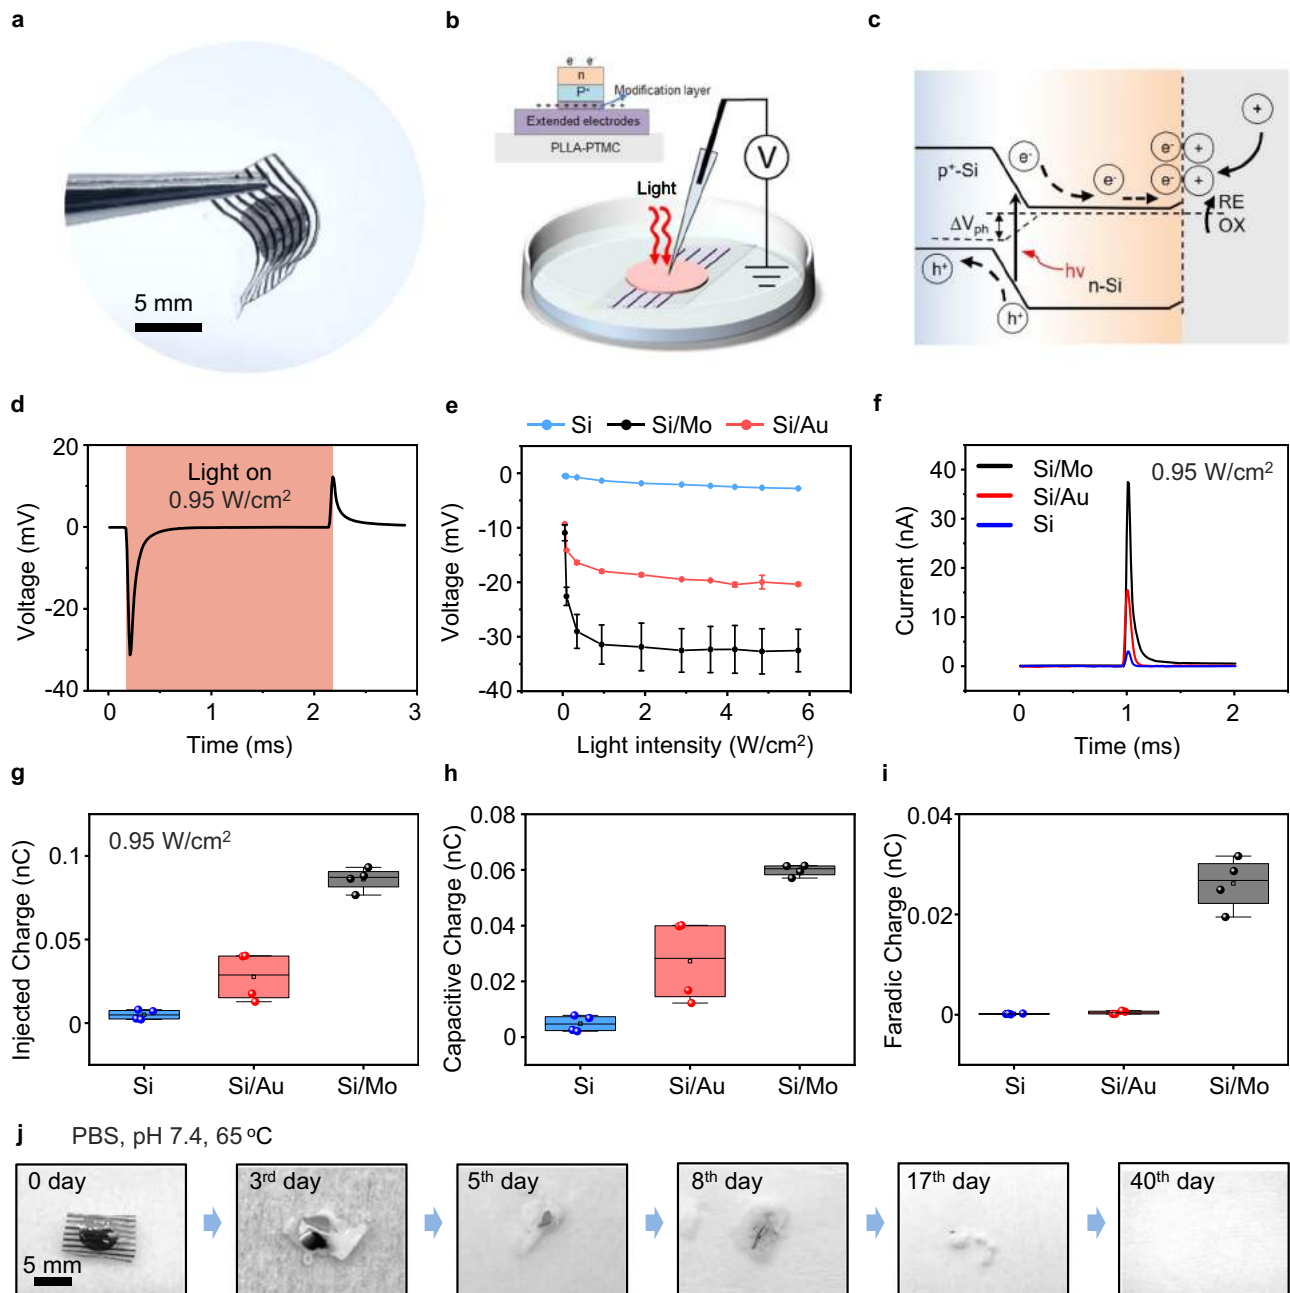 a
5 mm
b
e⁻ e⁻
n
P⁺
Modification layer
Extended electrodes
PLLA-PTMC
Light
V
c
p⁺-Si
e⁻
e⁻
e⁻
e⁻
+
+
+
ΔVph
RE
OX
h⁺
h⁺
hν
n-Si
d
Light on
0.95 W/cm²
Voltage (mV)
20
0
-20
-40
0
1
2
3
Time (ms)
e
Si
Si/Mo
Si/Au
Voltage (mV)
0
-10
-20
-30
-40
0
2
4
6
Light intensity (W/cm²)
f
Si/Mo
Si/Au
Si
0.95 W/cm²
Current (nA)
40
30
20
10
0
0
1
2
Time (ms)
g
0.95 W/cm²
Injected Charge (nC)
0.1
0.05
0
Si
Si/Au
Si/Mo
h
Capacitive Charge (nC)
0.08
0.06
0.04
0.02
0
Si
Si/Au
Si/Mo
i
Faradic Charge (nC)
0.04
0.02
0
Si
Si/Au
Si/Mo
j
PBS, pH 7.4, 65 °C
0 day
5 mm
3rd day
5th day
8th day
17th day
40th day